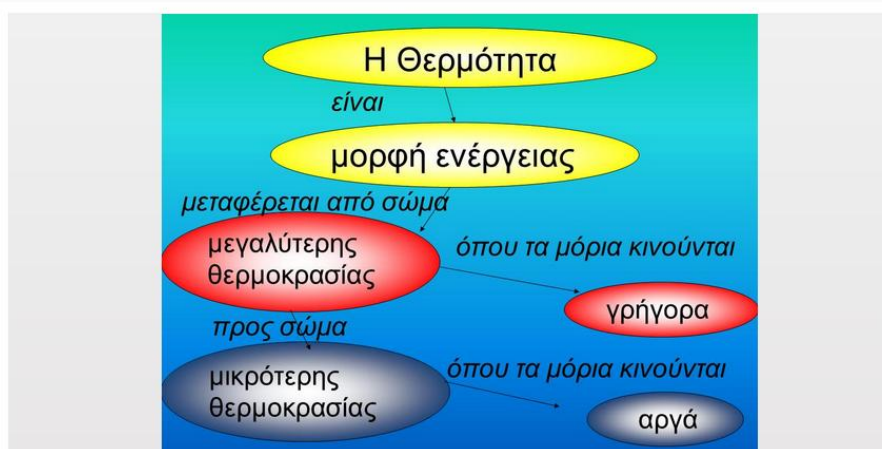 Η Θερμότητα
είναι
μορφή ενέργειας
μεταφέρεται από σώμα
μεγαλύτερης
θερμοκρασίας
όπου τα μόρια κινούνται
γρήγορα
προς σώμα
μικρότερης
θερμοκρασίας
όπου τα μόρια κινούνται
αργά